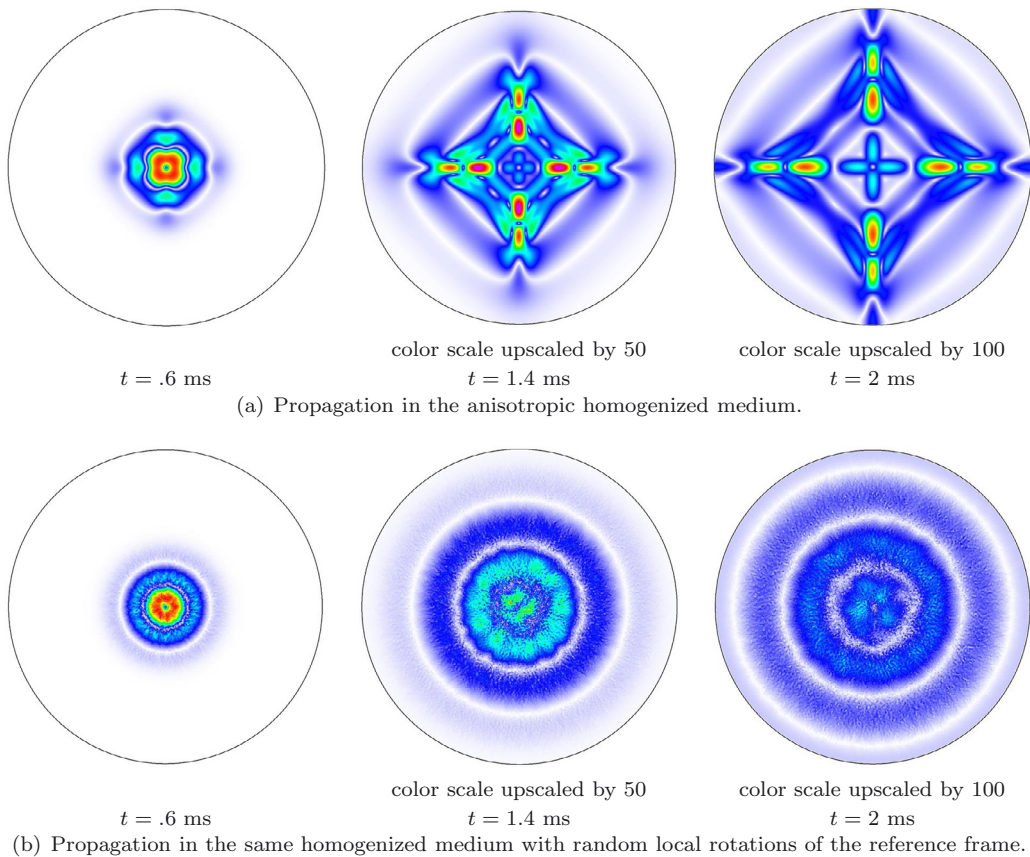 color scale upscaled by 50
color scale upscaled by 100
t = .6 ms
t = 1.4 ms
t = 2 ms
(a) Propagation in the anisotropic homogenized medium.
color scale upscaled by 50
color scale upscaled by 100
t = .6 ms
t = 1.4 ms
t = 2 ms
(b) Propagation in the same homogenized medium with random local rotations of the reference frame.